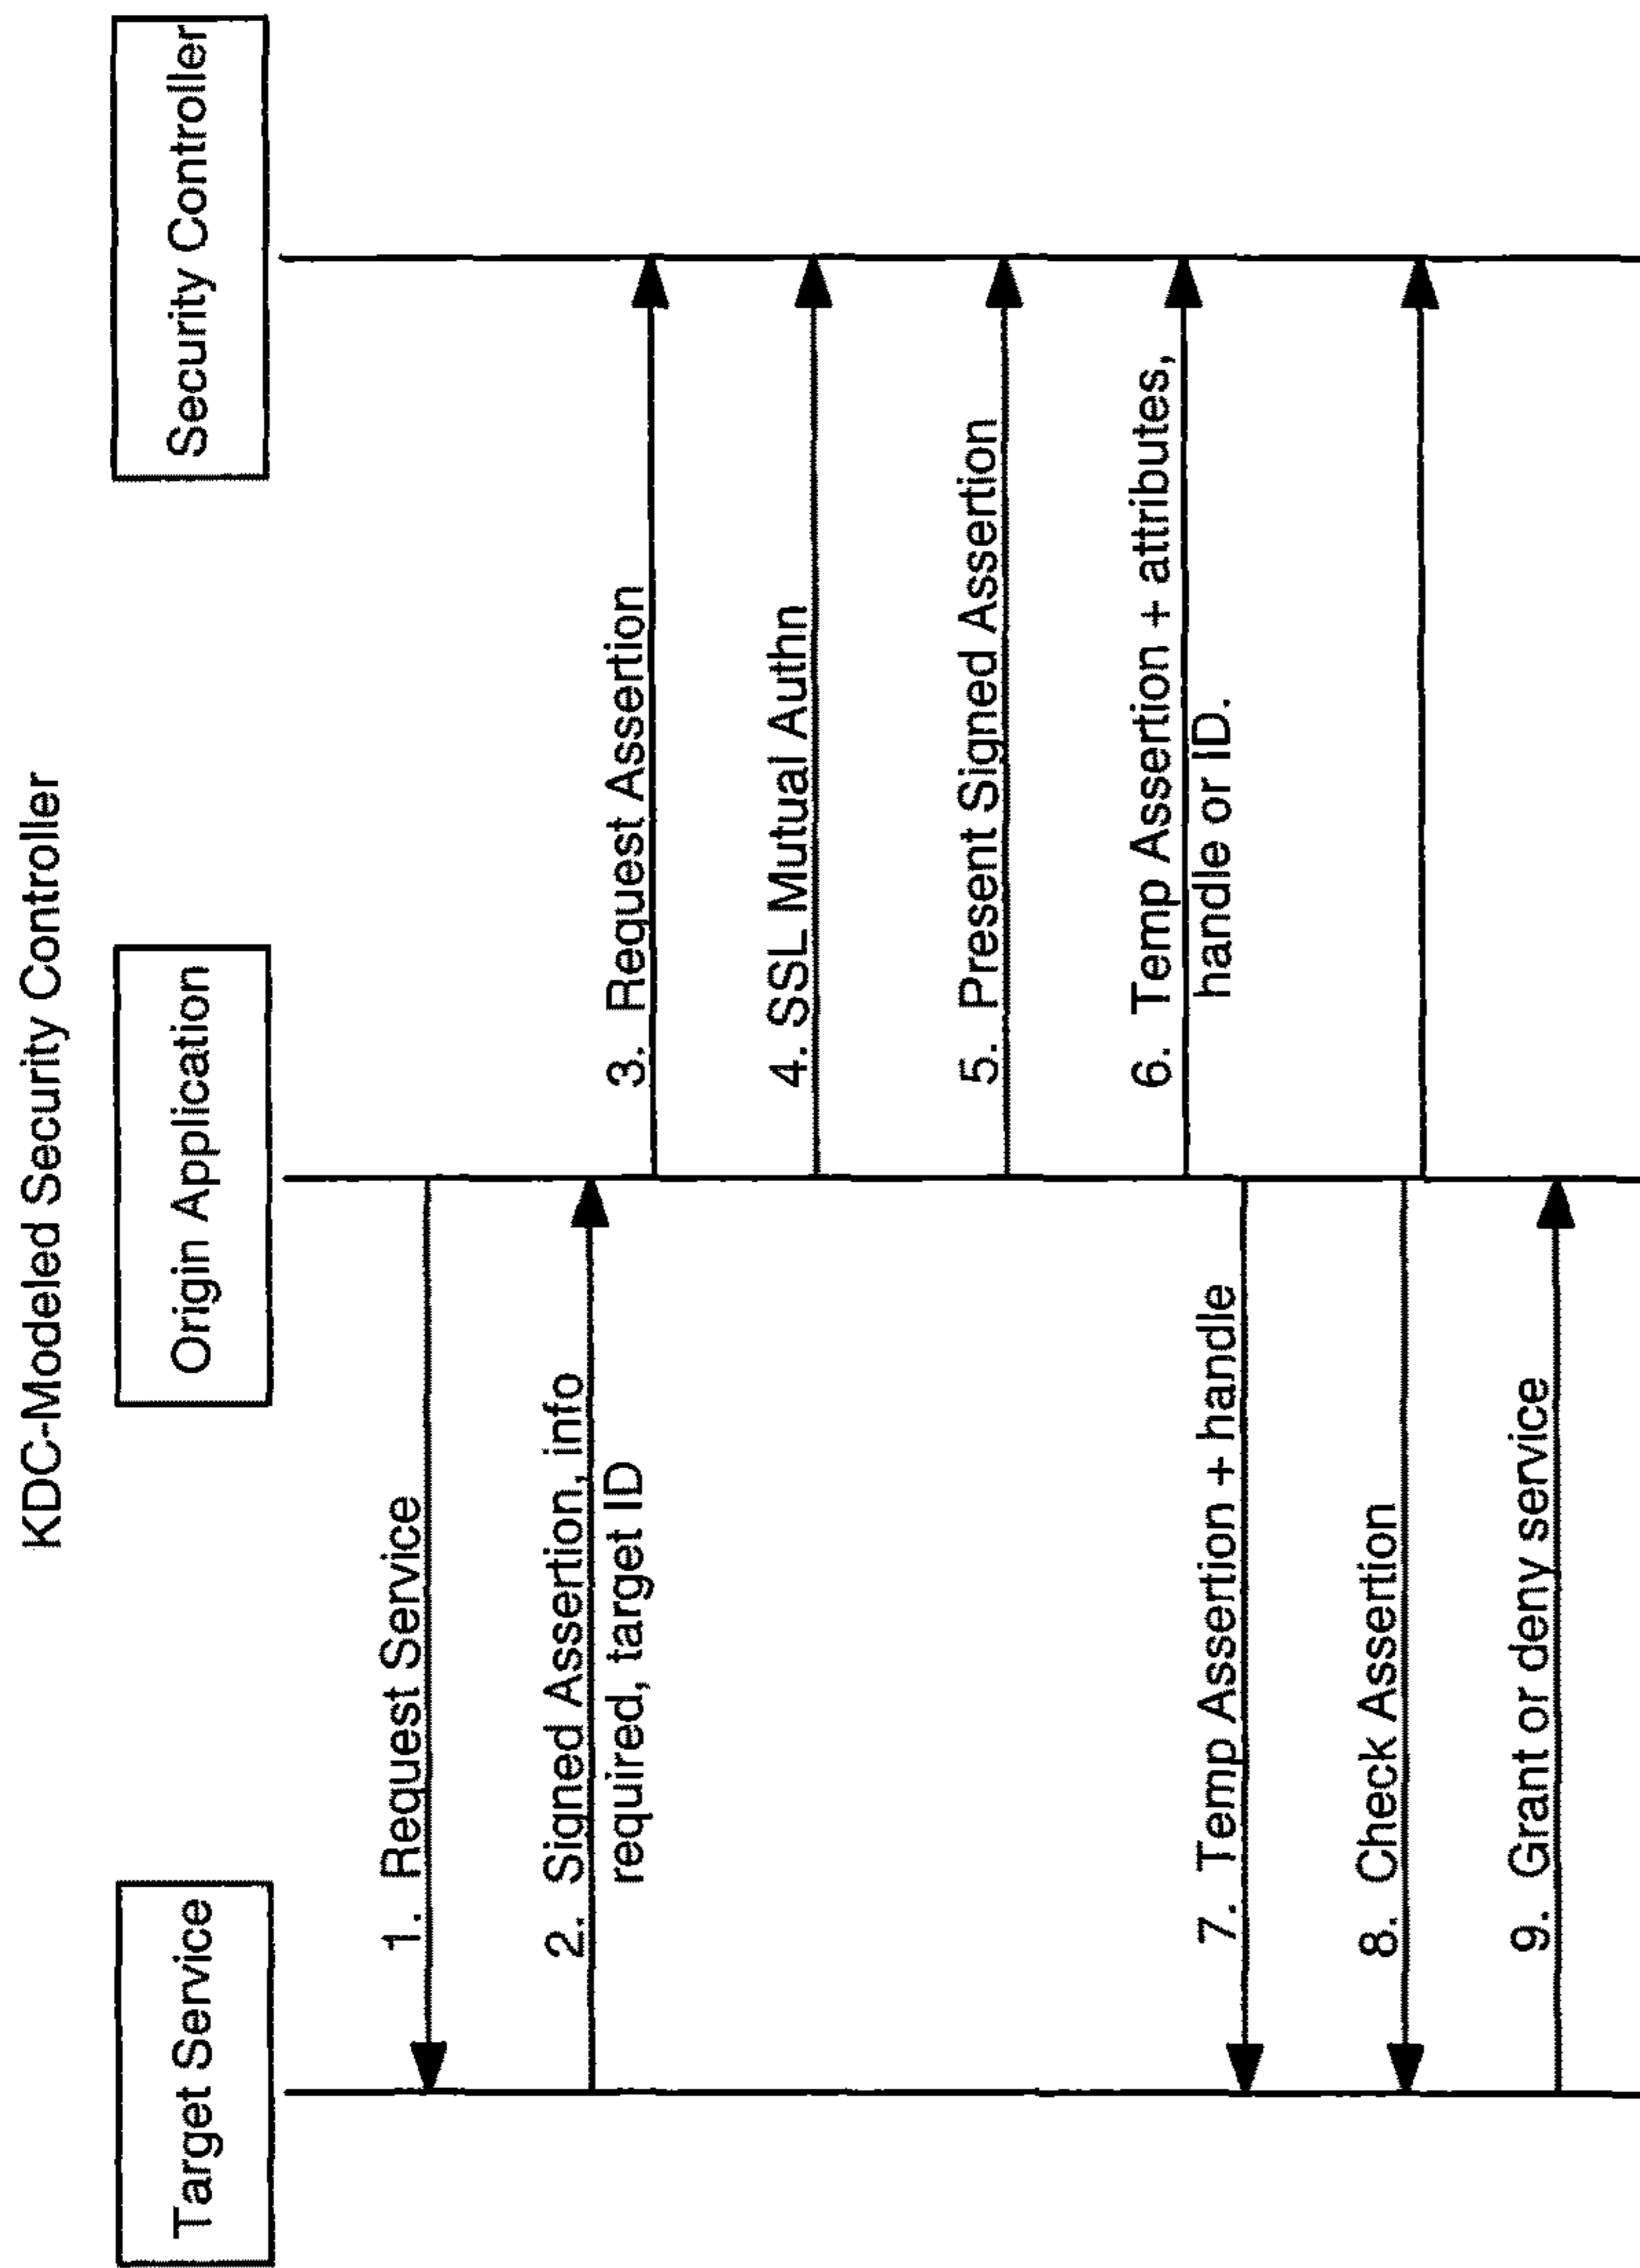 KDC-Modeled Security Controller
Target Service
Origin Application
Security Controller
1. Request Service
2. Signed Assertion, info
required, target ID
3. Request Assertion
4. SSL Mutual Authn
5. Present Signed Assertion
6. Temp Assertion + attributes,
handle or ID.
7. Temp Assertion + handle
8. Check Assertion
9. Grant or deny service